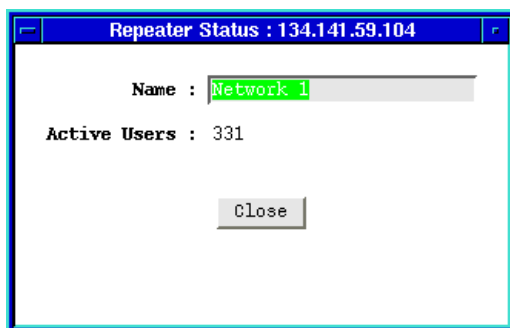 Repeater Status : 134.141.59.104
Name : Network 1
Active Users : 331
Close